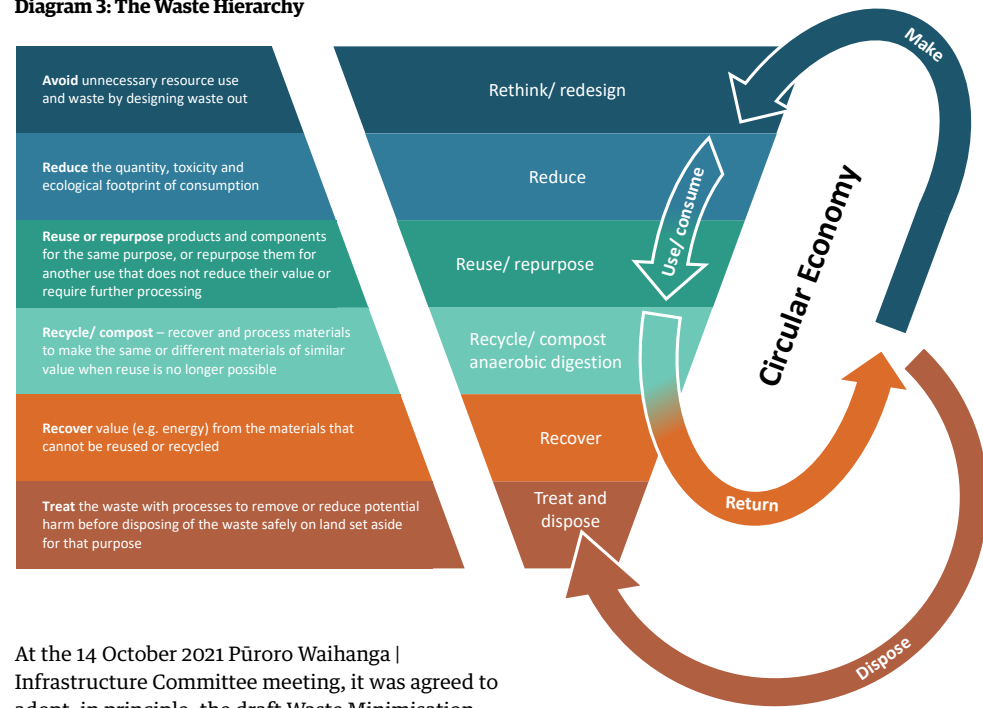 Diagram 3: The Waste Hierarchy
Avoid unnecessary resource use
and waste by designing waste out
Rethink/ redesign
Make
Reduce the quantity, toxicity and
ecological footprint of consumption
Reduce
Use/ consume
Reuse or repurpose products and components
for the same purpose, or repurpose them for
another use that does not reduce their value or
require further processing
Reuse/ repurpose
Circular Economy
Recycle/ compost – recover and process materials
to make the same or different materials of similar
value when reuse is no longer possible
Recycle/ compost
anaerobic digestion
Recover value (e.g. energy) from the materials that
cannot be reused or recycled
Recover
Return
Treat the waste with processes to remove or reduce potential
harm before disposing of the waste safely on land set aside
for that purpose
Treat and
dispose
Dispose
At the 14 October 2021 Pūroro Waihanga |
Infrastructure Committee meeting, it was agreed to
adopt, in principle, the draft Waste Minimisation